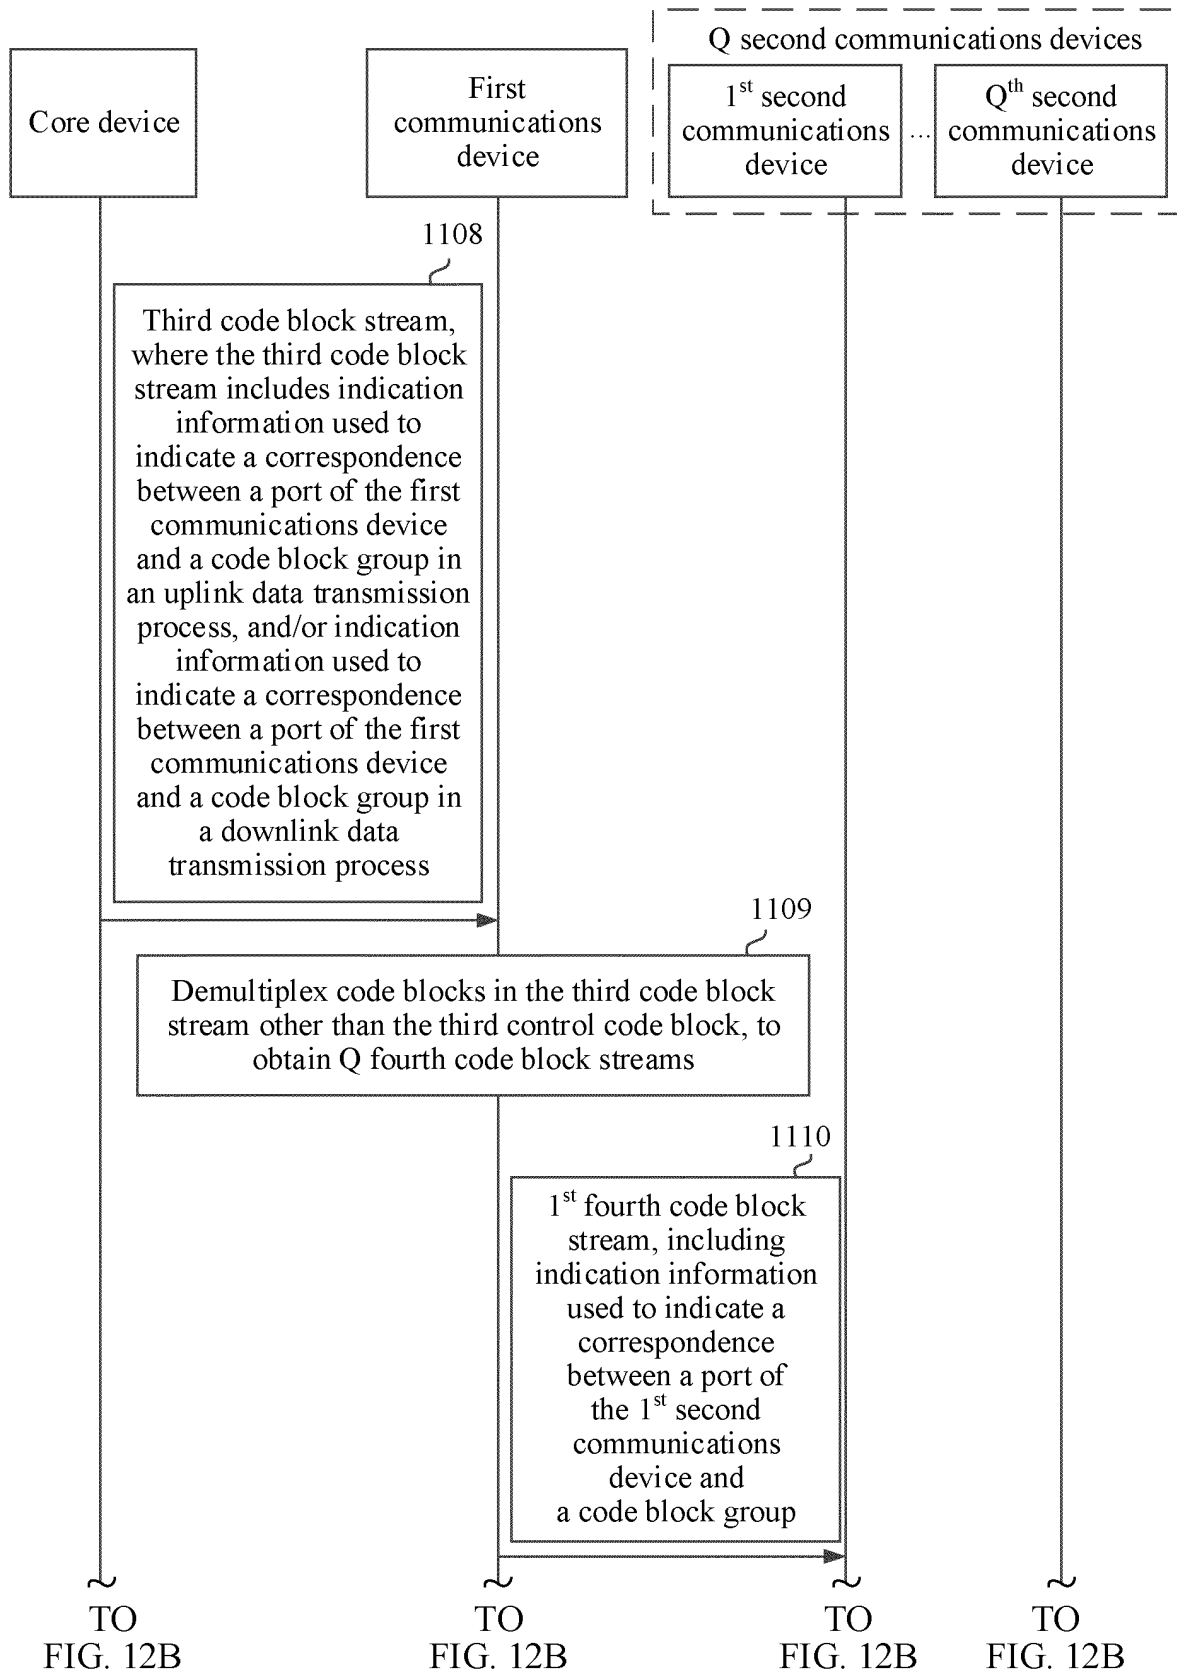 Q second communications devices
Core device
First
communications
device
1st second
communications
device
...
Qth second
communications
device
1108
Third code block stream,
where the third code block
stream includes indication
information used to
indicate a correspondence
between a port of the first
communications device
and a code block group in
an uplink data transmission
process, and/or indication
information used to
indicate a correspondence
between a port of the first
communications device
and a code block group in
a downlink data
transmission process
1109
Demultiplex code blocks in the third code block
stream other than the third control code block, to
obtain Q fourth code block streams
1110
1st fourth code block
stream, including
indication information
used to indicate a
correspondence
between a port of
the 1st second
communications
device and
a code block group
TO
FIG. 12B
TO
FIG. 12B
TO
FIG. 12B
TO
FIG. 12B